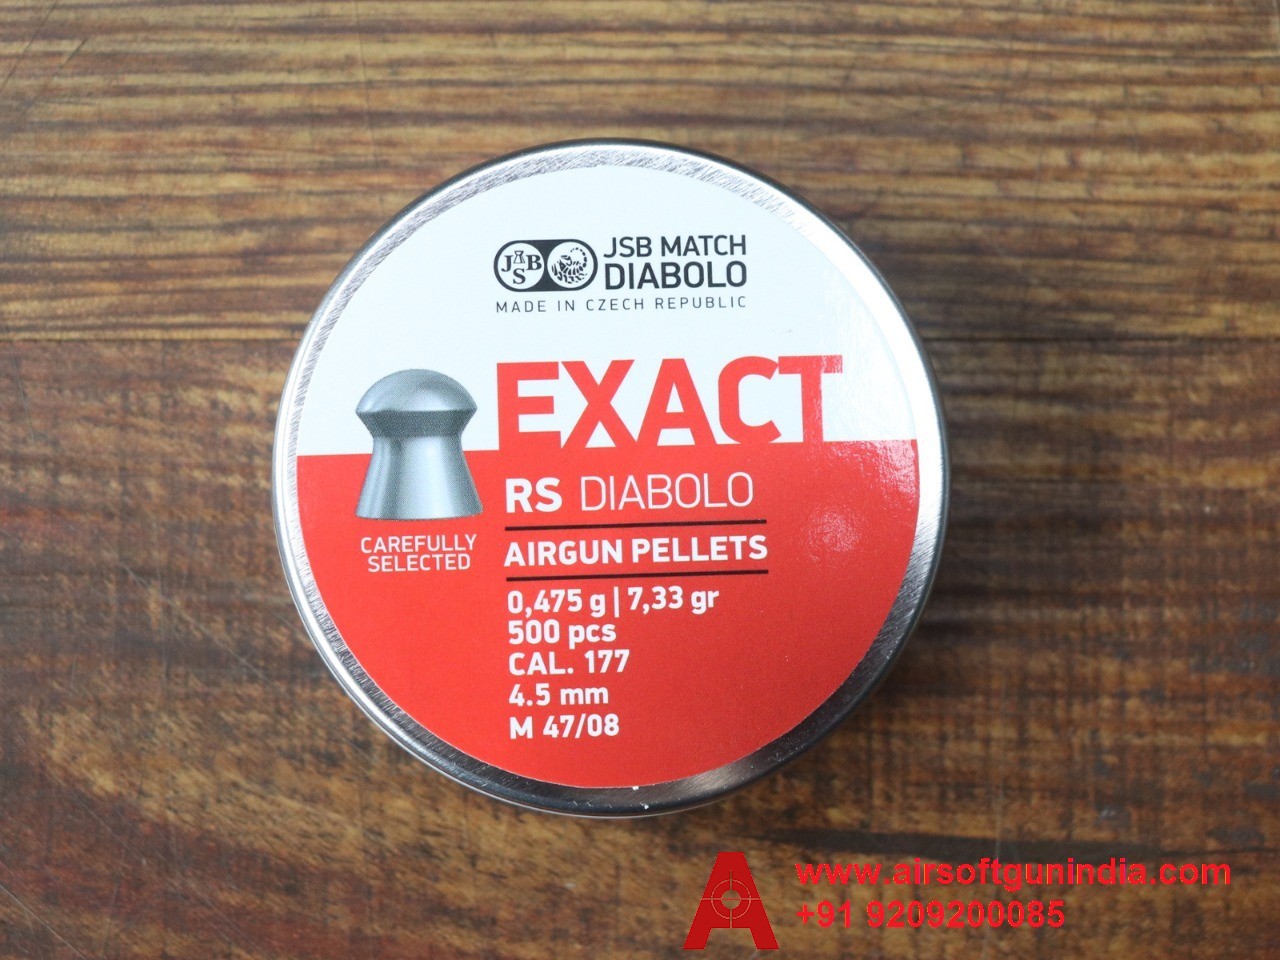 JSB
JSB MATCH
DIABOLO
MADE IN CZECH REPUBLIC
EXACT
RS DIABOLO
AIRGUN PELLETS
CAREFULLY
SELECTED
0,475 g | 7,33 gr
500 pcs
CAL. 177
4.5 mm
M 47/08
www.airsoftgunindia.com
+91 9209200085